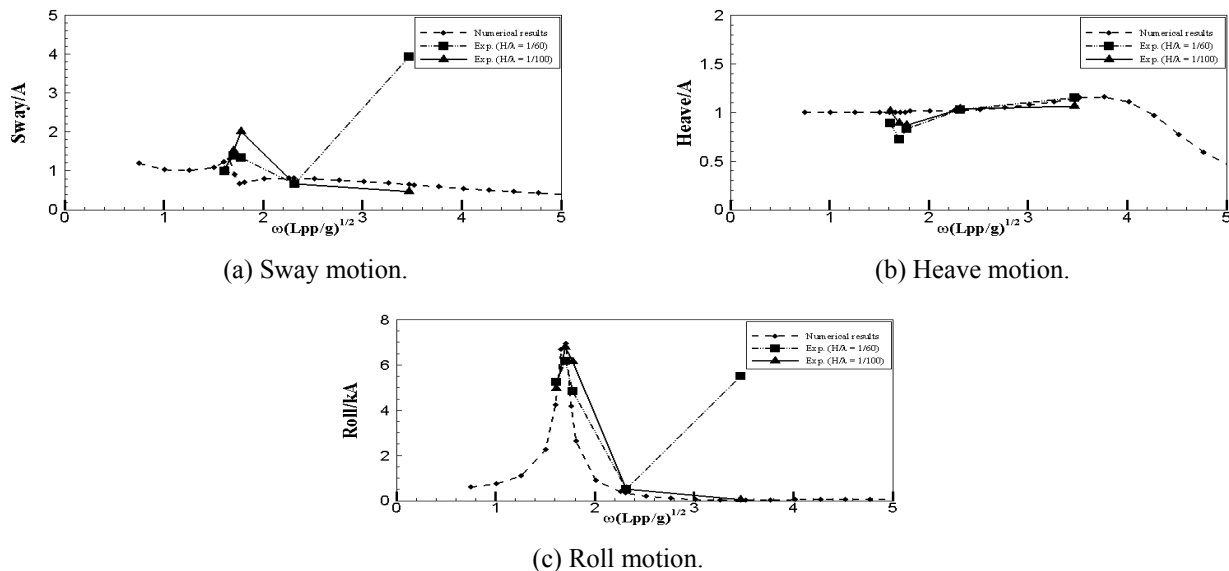 5
4
3
2
1
0
0 1 2 3 4 5
Sway/A
ω(Lpp/g)^1/2
Numerical results
Exp. (H/λ = 1/60)
Exp. (H/λ = 1/100)
(a) Sway motion.
2
1.5
1
0.5
0
0 1 2 3 4 5
Heave/A
ω(Lpp/g)^1/2
Numerical results
Exp. (H/λ = 1/60)
Exp. (H/λ = 1/100)
(b) Heave motion.
8
6
4
2
0
0 1 2 3 4 5
Roll/kA
ω(Lpp/g)^1/2
Numerical results
Exp. (H/λ = 1/60)
Exp. (H/λ = 1/100)
(c) Roll motion.